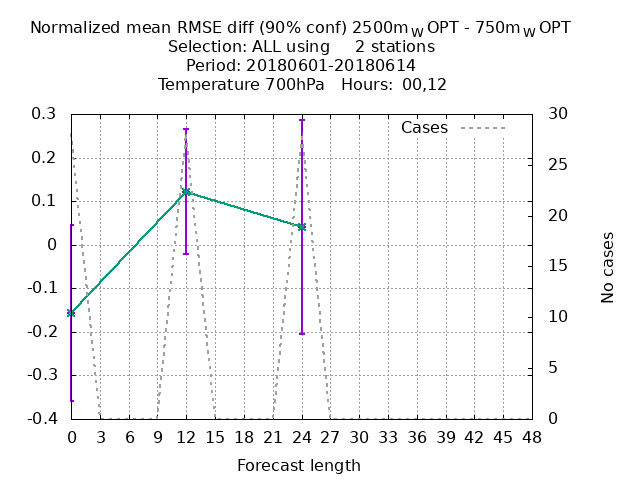 Normalized mean RMSE diff (90% conf) 2500m_W OPT - 750m_W OPT
Selection: ALL using     2 stations
Period: 20180601-20180614
Temperature 700hPa   Hours: 00,12
Cases
0.3
0.2
0.1
0
-0.1
-0.2
-0.3
-0.4
30
25
20
15
10
5
0
No cases
0 3 6 9 12 15 18 21 24 27 30 33 36 39 42 45 48
Forecast length